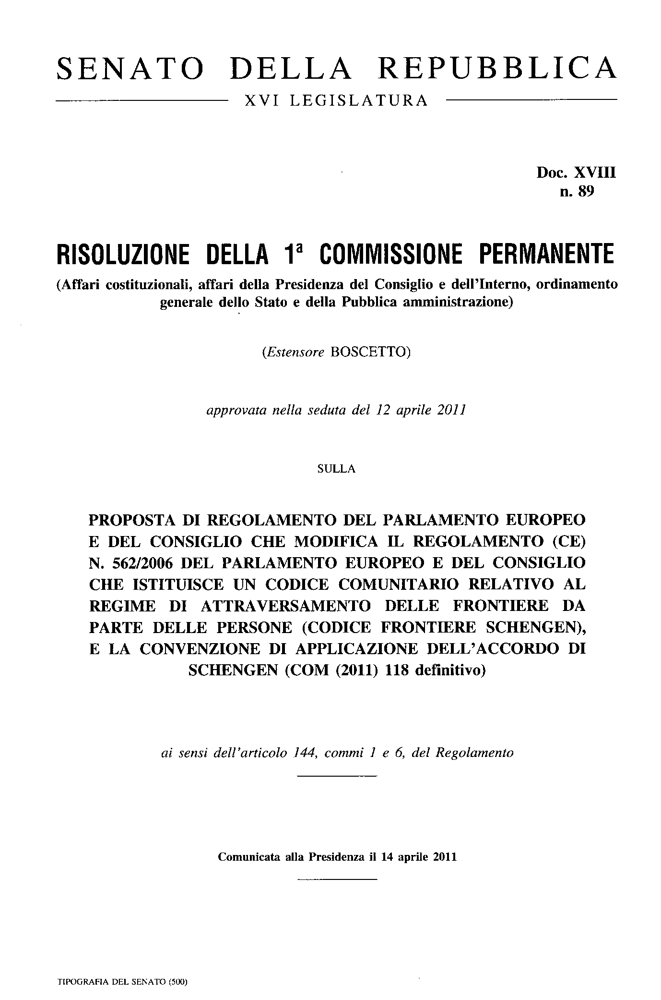 SENATO DELLA REPUBBLICA
XVI LEGISLATURA
Doc. XVIII
n. 89
RISOLUZIONE DELLA 1ª COMMISSIONE PERMANENTE
(Affari costituzionali, affari della Presidenza del Consiglio e dell'Interno, ordinamento
generale dello Stato e della Pubblica amministrazione)
(Estensore BOSCETTO)
approvata nella seduta del 12 aprile 2011
SULLA
PROPOSTA DI REGOLAMENTO DEL PARLAMENTO EUROPEO
E DEL CONSIGLIO CHE MODIFICA IL REGOLAMENTO (CE)
N. 562/2006 DEL PARLAMENTO EUROPEO E DEL CONSIGLIO
CHE ISTITUISCE UN CODICE COMUNITARIO RELATIVO AL
REGIME DI ATTRAVERSAMENTO DELLE FRONTIERE DA
PARTE DELLE PERSONE (CODICE FRONTIERE SCHENGEN),
E LA CONVENZIONE DI APPLICAZIONE DELL'ACCORDO DI
SCHENGEN (COM (2011) 118 definitivo)
ai sensi dell'articolo 144, commi 1 e 6, del Regolamento
Comunicata alla Presidenza il 14 aprile 2011
TIPOGRAFIA DEL SENATO (500)